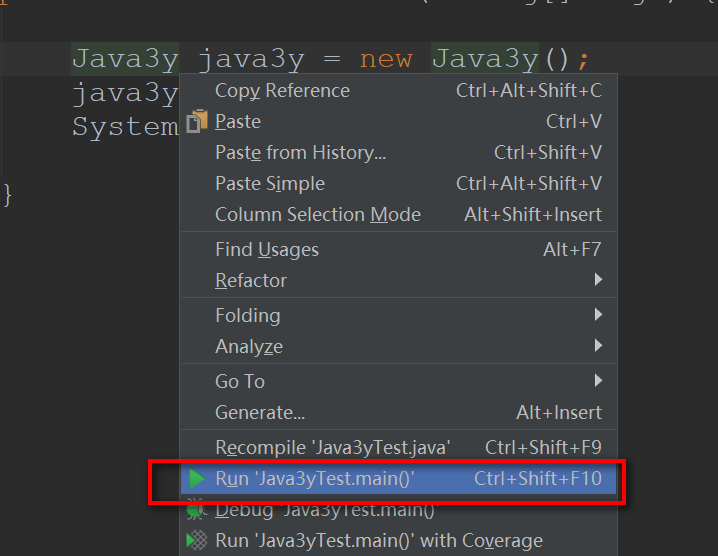 Java3y java3y = new Java3y();
java3y
System
}
Copy Reference Ctrl+Alt+Shift+C
Paste Ctrl+V
Paste from History... Ctrl+Shift+V
Paste Simple Ctrl+Alt+Shift+V
Column Selection Mode Alt+Shift+Insert
Find Usages Alt+F7
Refactor
Folding
Analyze
Go To
Generate... Alt+Insert
Recompile 'Java3yTest.java' Ctrl+Shift+F9
Run 'Java3yTest.main()' Ctrl+Shift+F10
Debug 'Java3yTest.main()'
Run 'Java3yTest.main()' with Coverage